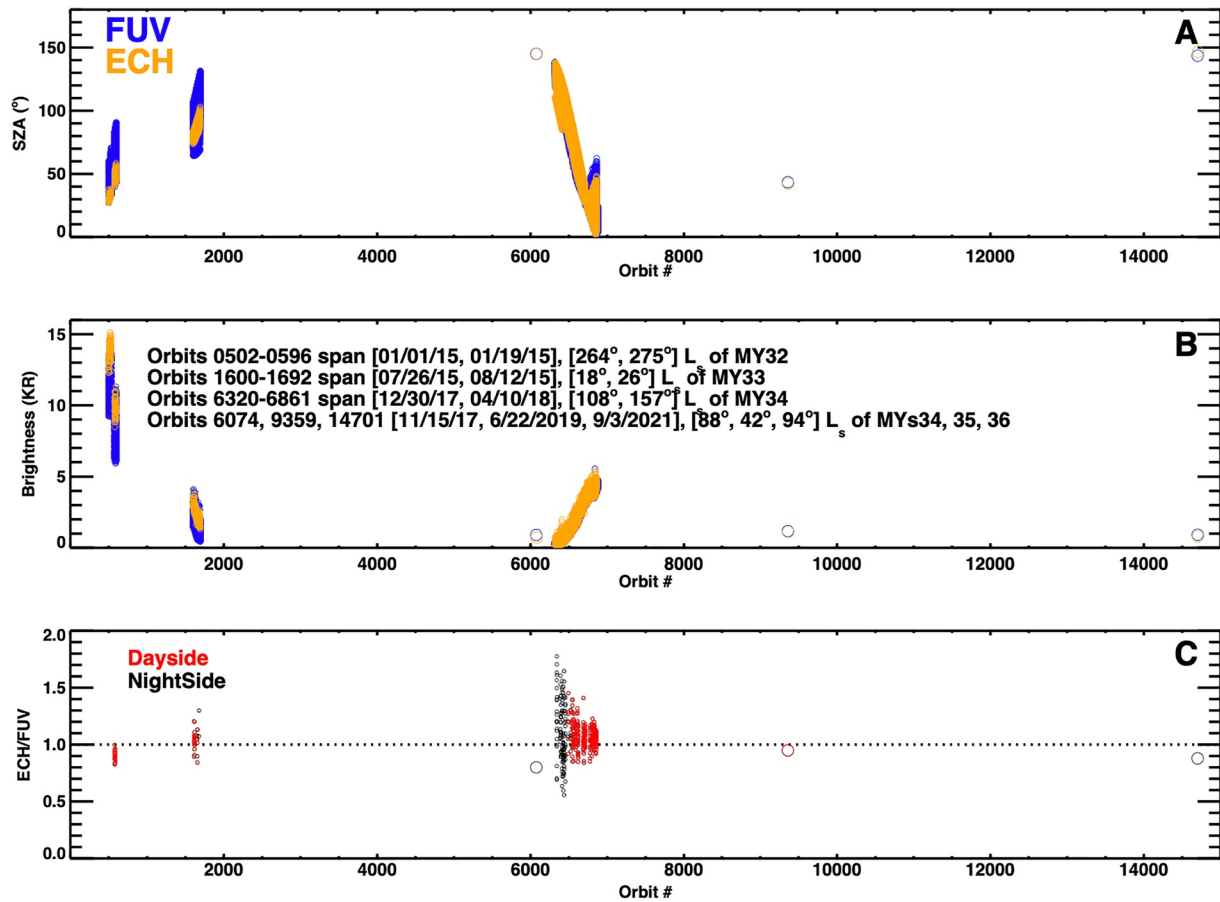 FUV
ECH
A
150
100
50
0
SZA (°)
2000 4000 6000 8000 10000 12000 14000
Orbit #
B
15
10
5
0
Brightness (KR)
Orbits 0502-0596 span [01/01/15, 01/19/15], [264°, 275°] Ls of MY32
Orbits 1600-1692 span [07/26/15, 08/12/15], [18°, 26°] Ls of MY33
Orbits 6320-6861 span [12/30/17, 04/10/18], [108°, 157°] Ls of MY34
Orbits 6074, 9359, 14701 [11/15/17, 6/22/2019, 9/3/2021], [88°, 42°, 94°] Ls of MYs34, 35, 36
2000 4000 6000 8000 10000 12000 14000
Orbit #
C
Dayside
NightSide
2.0
1.5
1.0
0.5
0.0
ECH/FUV
2000 4000 6000 8000 10000 12000 14000
Orbit #